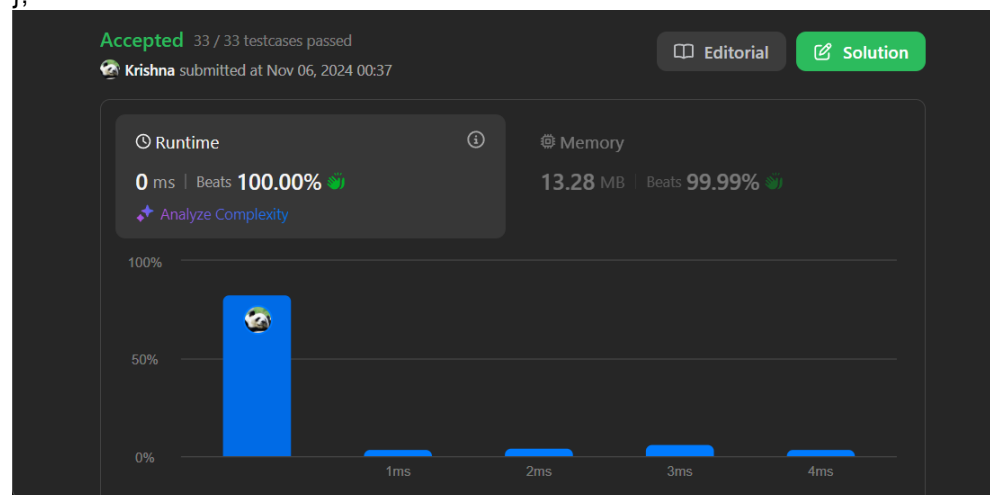 Accepted 33 / 33 testcases passed
Editorial
Solution
Krishna submitted at Nov 06, 2024 00:37
Runtime
Memory
0 ms | Beats 100.00%
13.28 MB | Beats 99.99%
Analyze Complexity
100%
50%
0%
1ms 2ms 3ms 4ms